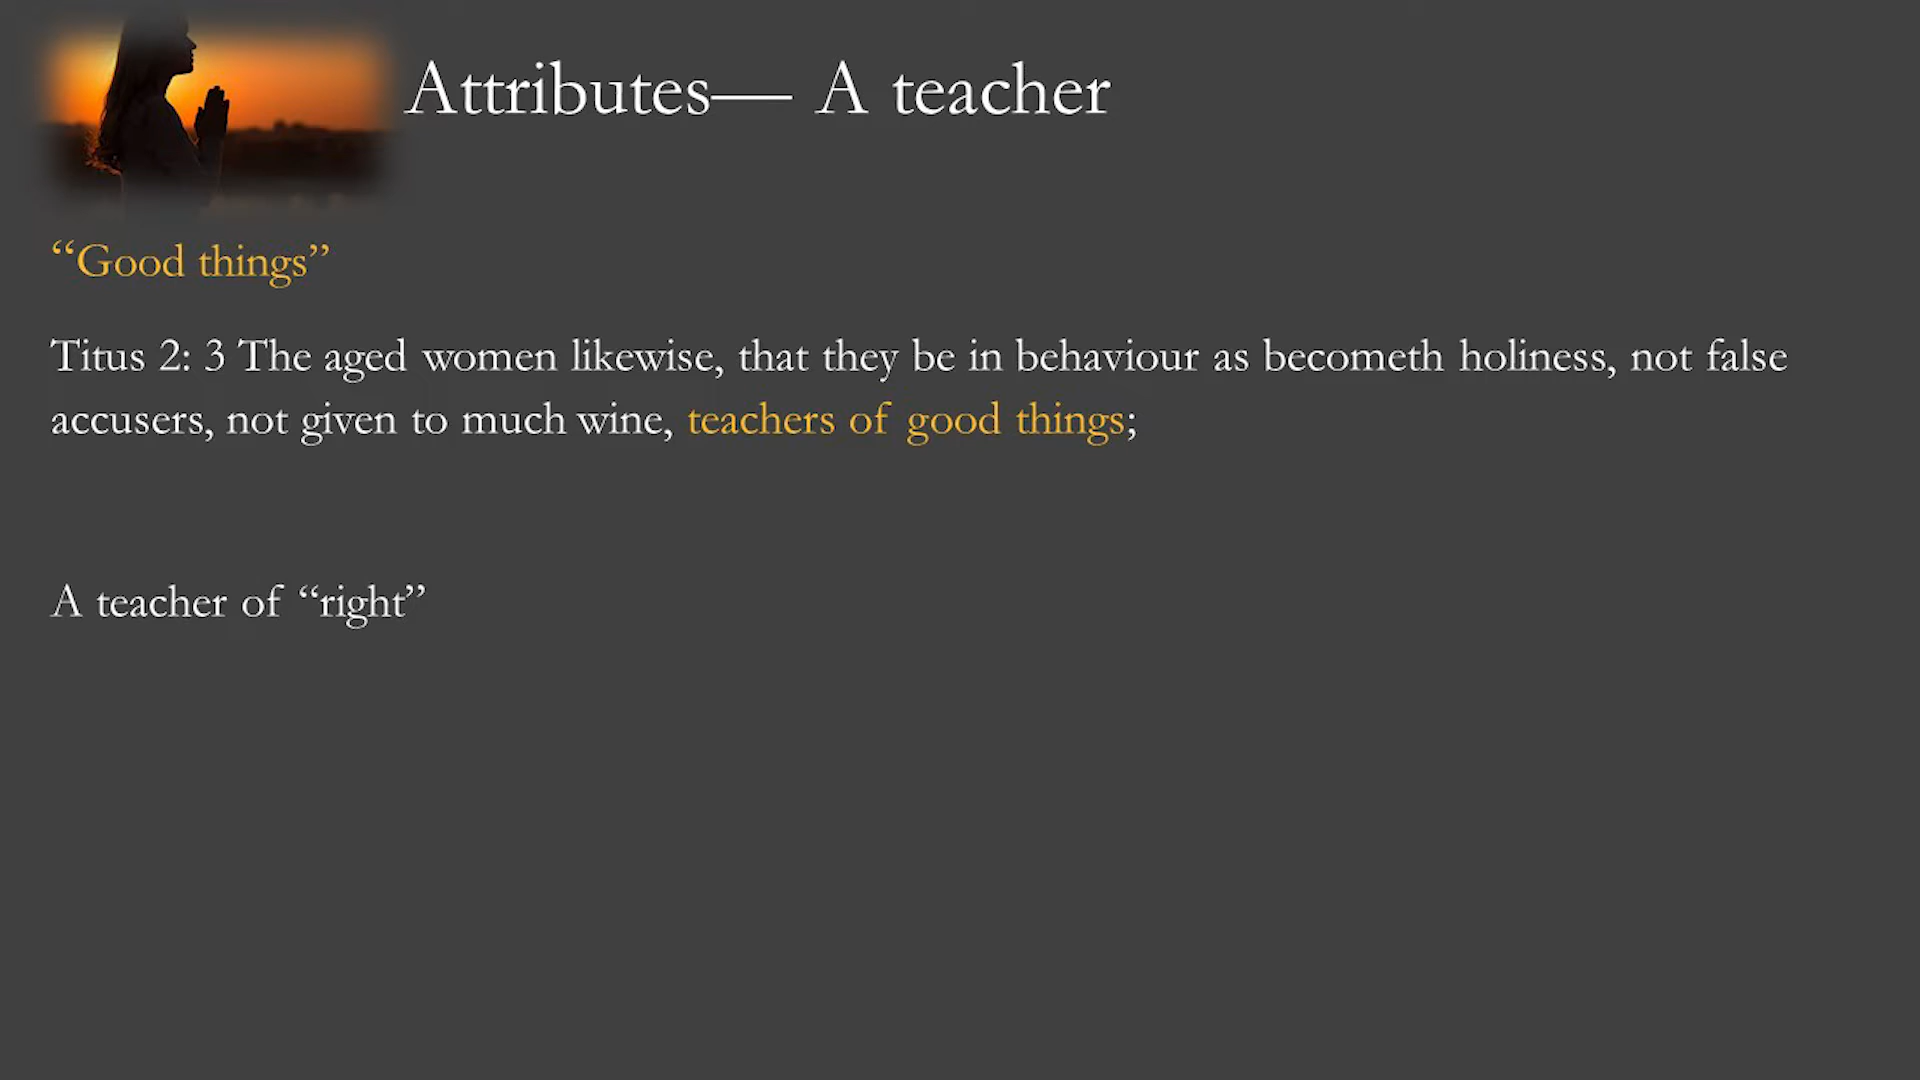 Attributes— A teacher
“Good things”
Titus 2: 3 The aged women likewise, that they be in behaviour as becometh holiness, not false
accusers, not given to much wine, teachers of good things;
A teacher of “right”